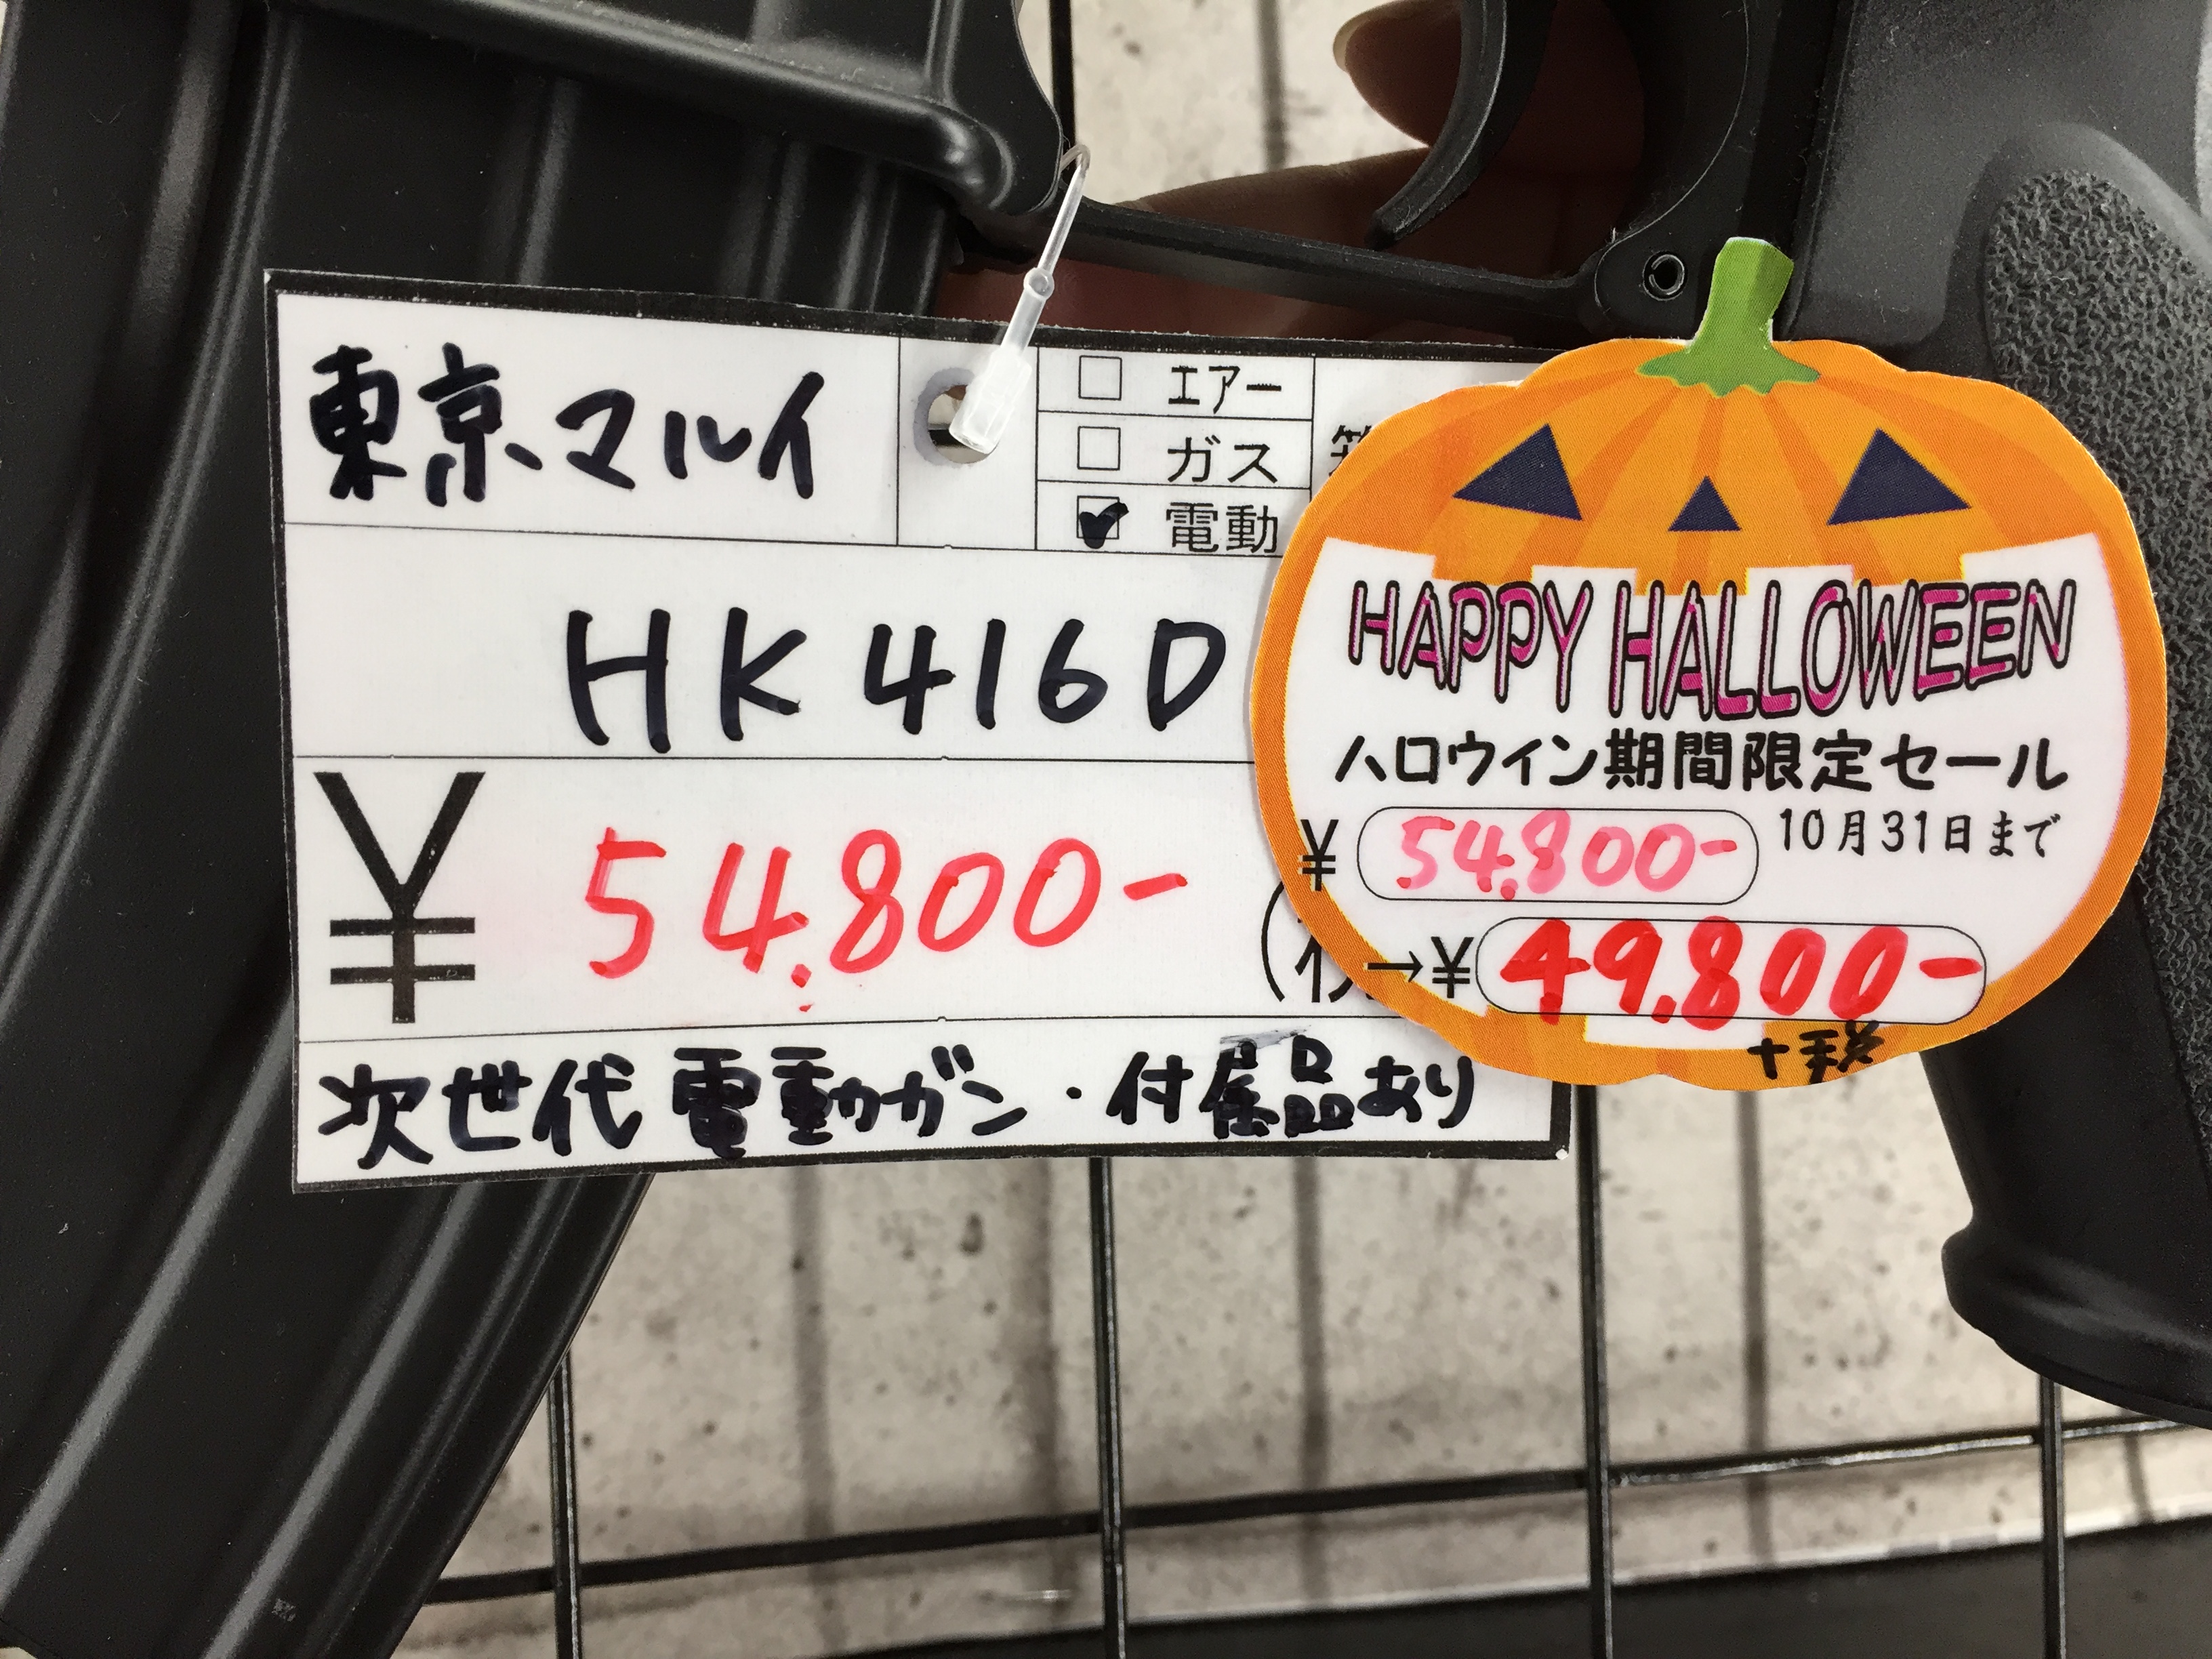 東京マルイ
エアー
ガス
電動
HK416D
¥ 54.800-
次世代電動ガン・付属品あり
HAPPY HALLOWEEN
ハロウィン期間限定セール
10月31日まで
¥ 54.800-
→¥ 49.800-
+税